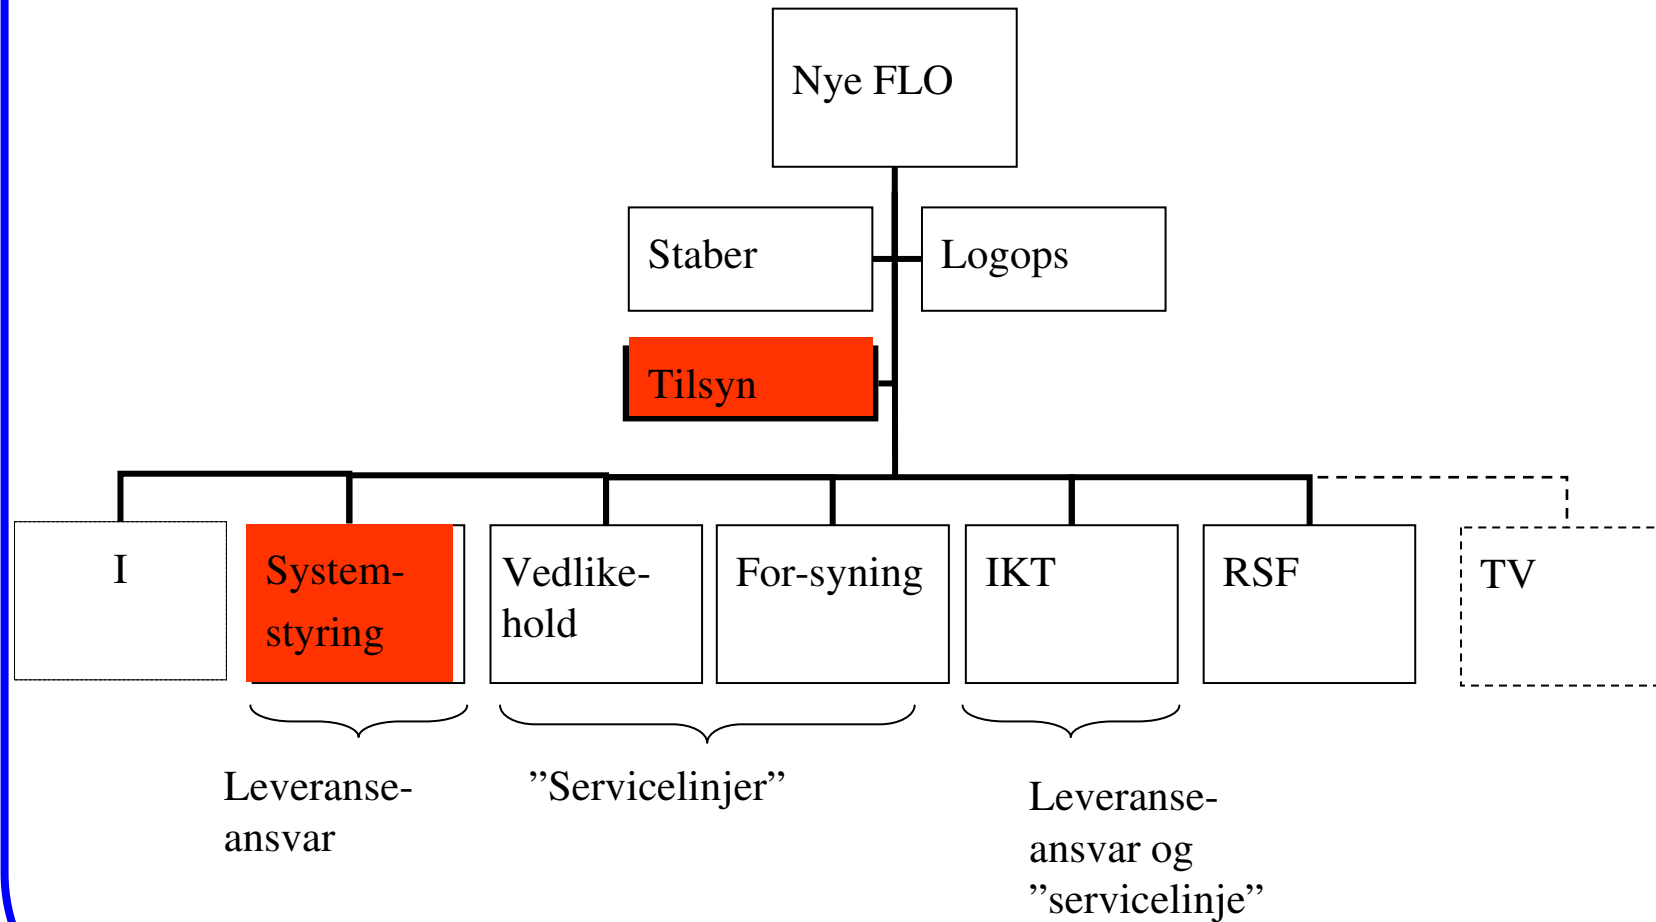 Nye FLO
Staber
Logops
Tilsyn
I
System-
styring
Vedlike-
hold
For-syning
IKT
RSF
TV
Leveranse-
ansvar
”Servicelinjer”
Leveranse-
ansvar og
”servicelinje”